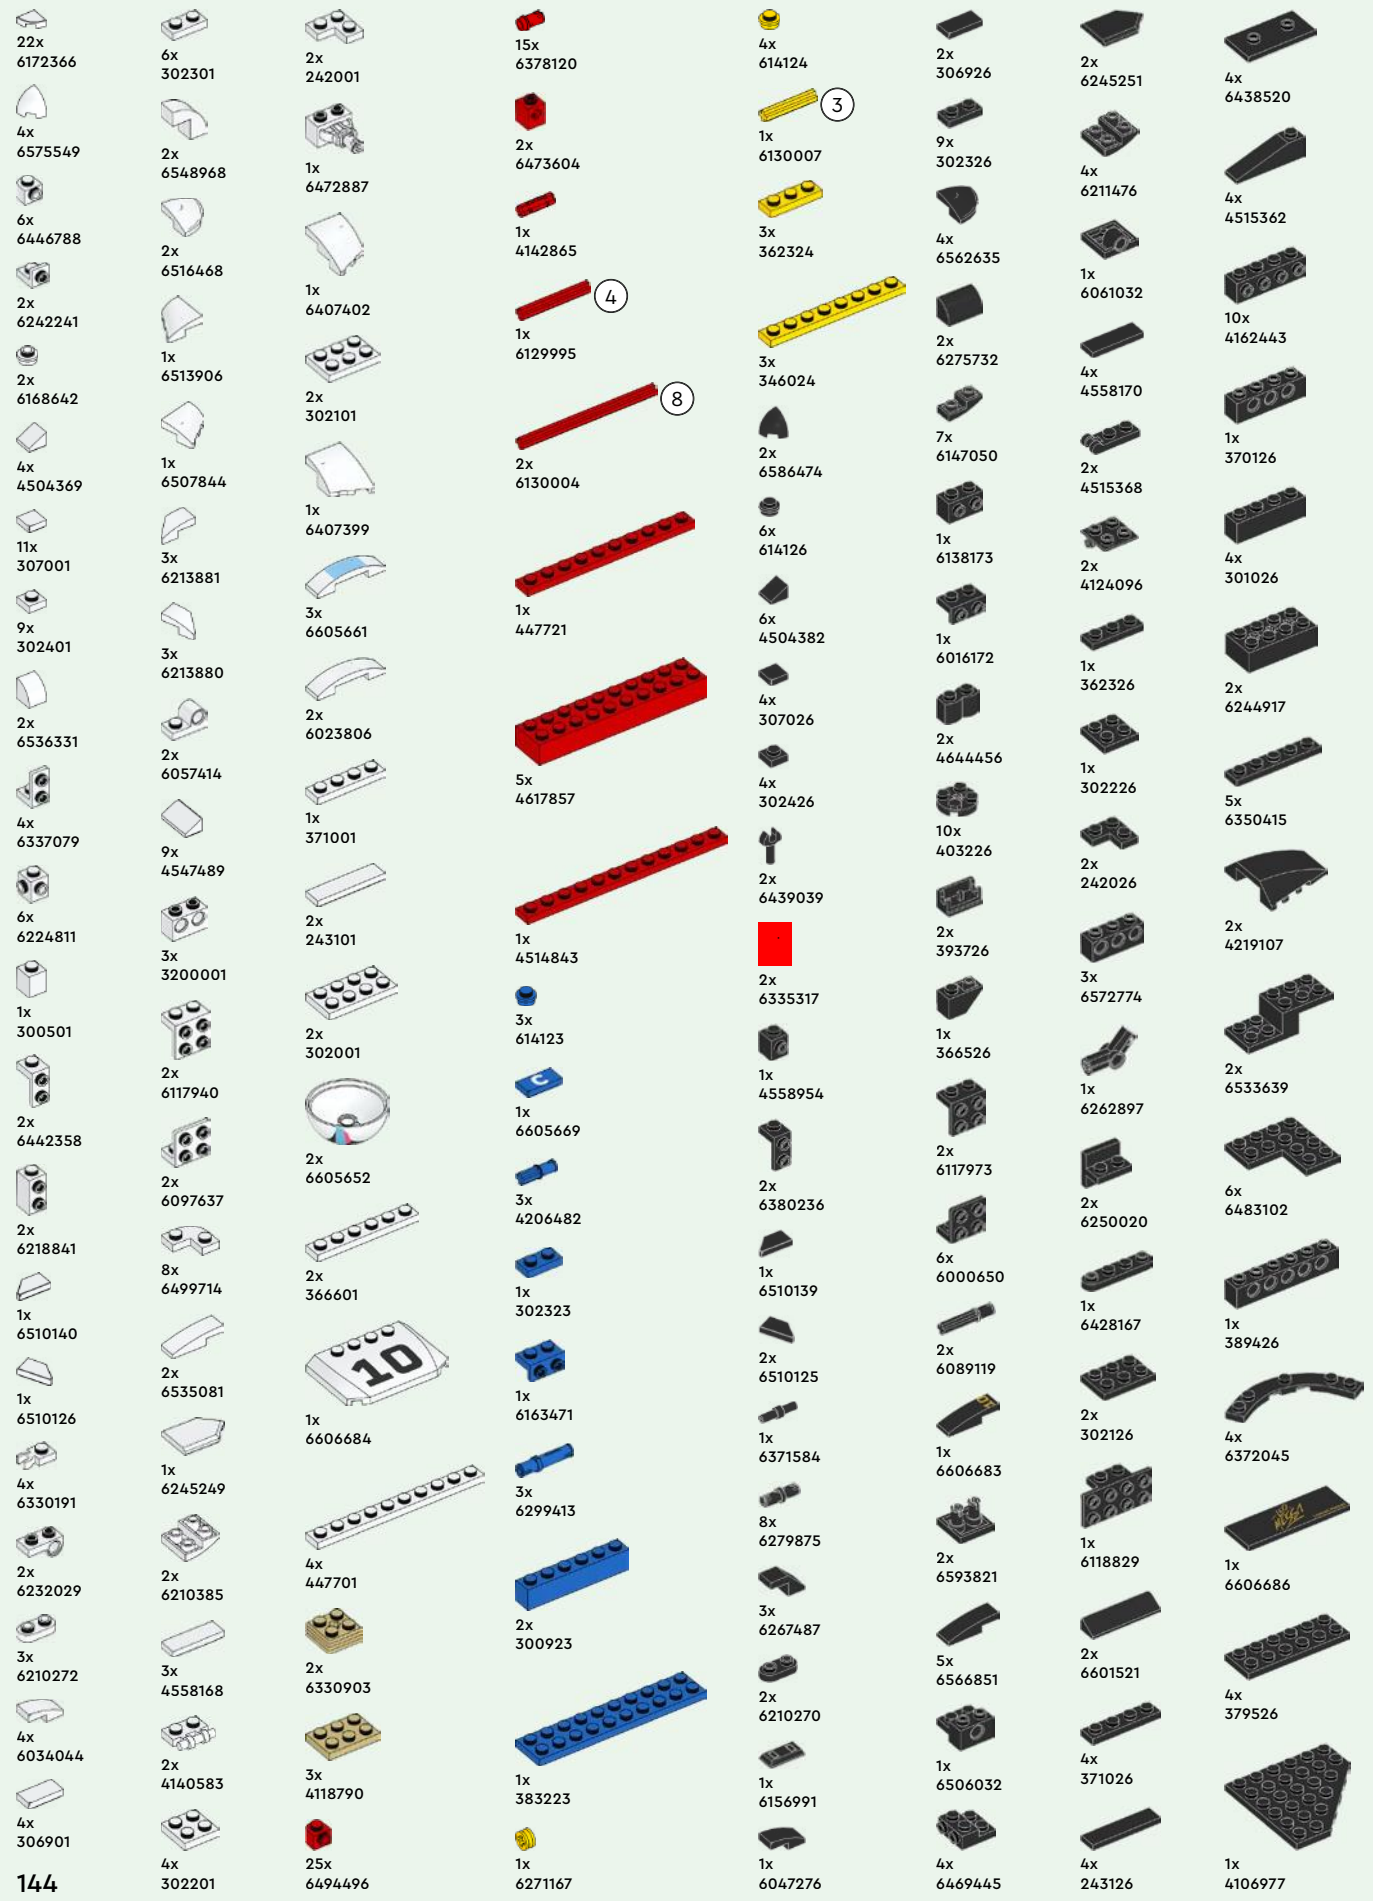 22x
6172366
4x
6575549
6x
6446788
2x
6242241
2x
6168642
4x
4504369
11x
307001
9x
302401
2x
6536331
4x
6337079
6x
6224811
1x
300501
2x
6442358
2x
6218841
1x
6510140
1x
6510126
4x
6330191
2x
6232029
3x
6210272
4x
6034044
4x
306901
144
6x
302301
2x
6548968
2x
6516468
1x
6513906
1x
6507844
3x
6213881
3x
6213880
2x
6057414
9x
4547489
3x
3200001
2x
6117940
2x
6097637
8x
6499714
2x
6535081
1x
6245249
2x
6210385
3x
4558168
2x
4140583
4x
302201
2x
242001
1x
6472887
1x
6407402
2x
302101
1x
6407399
3x
6605661
2x
6023806
1x
371001
2x
243101
2x
302001
2x
6605652
2x
366601
10
1x
6606684
4x
447701
2x
6330903
3x
4118790
25x
6494496
15x
6378120
2x
6473604
1x
4142865
4
1x
6129995
8
2x
6130004
1x
447721
5x
4617857
1x
4514843
3x
614123
C
1x
6605669
3x
4206482
1x
302323
1x
6163471
3x
6299413
2x
300923
1x
383223
1x
6271167
4x
614124
3
1x
6130007
3x
362324
3x
346024
2x
6586474
6x
614126
6x
4504382
4x
307026
4x
302426
2x
6439039
2x
6335317
1x
4558954
2x
6380236
1x
6510139
2x
6510125
1x
6371584
8x
6279875
3x
6267487
2x
6210270
1x
6156991
1x
6047276
2x
306926
9x
302326
4x
6562635
2x
6275732
7x
6147050
1x
6138173
1x
6016172
2x
4644456
10x
403226
2x
393726
1x
366526
2x
6117973
6x
6000650
2x
6089119
1x
6606683
2x
6593821
5x
6566851
1x
6506032
4x
6469445
2x
6245251
4x
6211476
1x
6061032
4x
4558170
2x
4515368
2x
4124096
1x
362326
1x
302226
2x
242026
3x
6572774
1x
6262897
2x
6250020
1x
6428167
2x
302126
1x
6118829
2x
6601521
4x
371026
4x
243126
4x
6438520
4x
4515362
10x
4162443
1x
370126
4x
301026
2x
6244917
5x
6350415
2x
4219107
2x
6533639
6x
6483102
1x
389426
4x
6372045
1x
6606686
4x
379526
1x
4106977